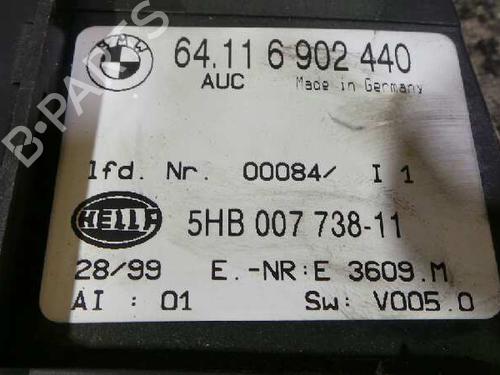 BMW
64.11 6 902 440
AUC Made in Germany
lfd. Nr. 00084/ I 1
HELLA 5HB 007 738-11
28/99 E.-NR:E 3609.M
AI : 01 Sw: V005.0
B-PARTS